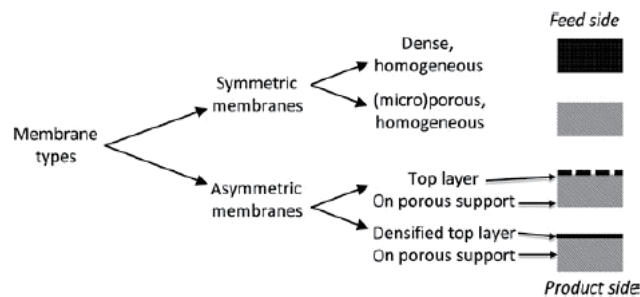 Feed side
Dense,
homogeneous
Symmetric
membranes
(micro)porous,
homogeneous
Membrane
types
Asymmetric
membranes
Top layer
On porous support
Densified top layer
On porous support
Product side